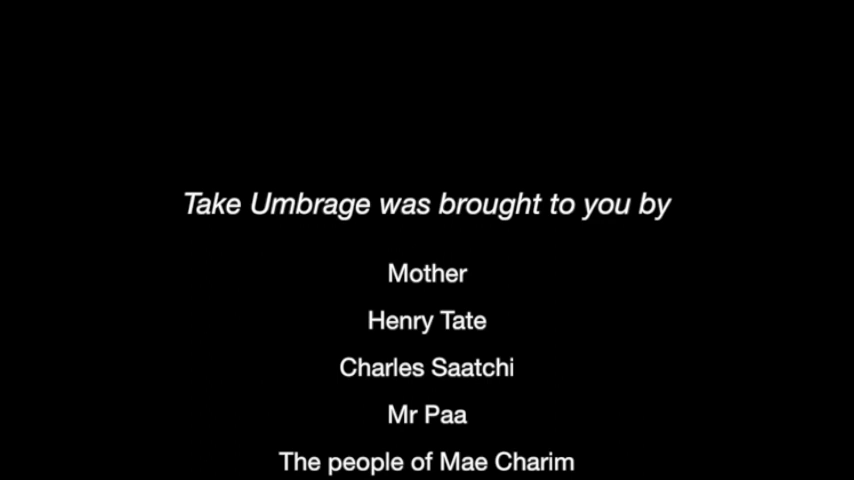 Take Umbrage was brought to you by
Mother
Henry Tate
Charles Saatchi
Mr Paa
The people of Mae Charim